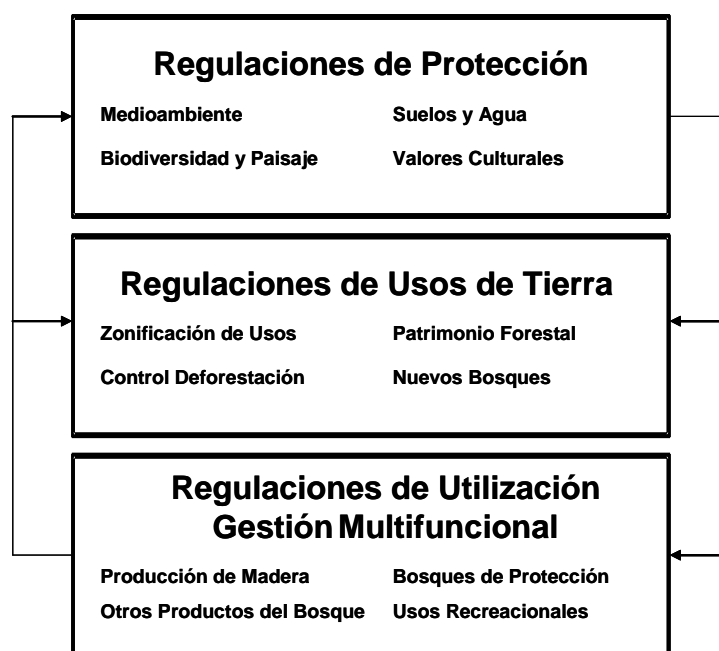 Regulaciones de Protección
Medioambiente Suelos y Agua
Biodiversidad y Paisaje Valores Culturales
Regulaciones de Usos de Tierra
Zonificación de Usos Patrimonio Forestal
Control Deforestación Nuevos Bosques
Regulaciones de Utilización
Gestión Multifuncional
Producción de Madera Bosques de Protección
Otros Productos del Bosque Usos Recreacionales